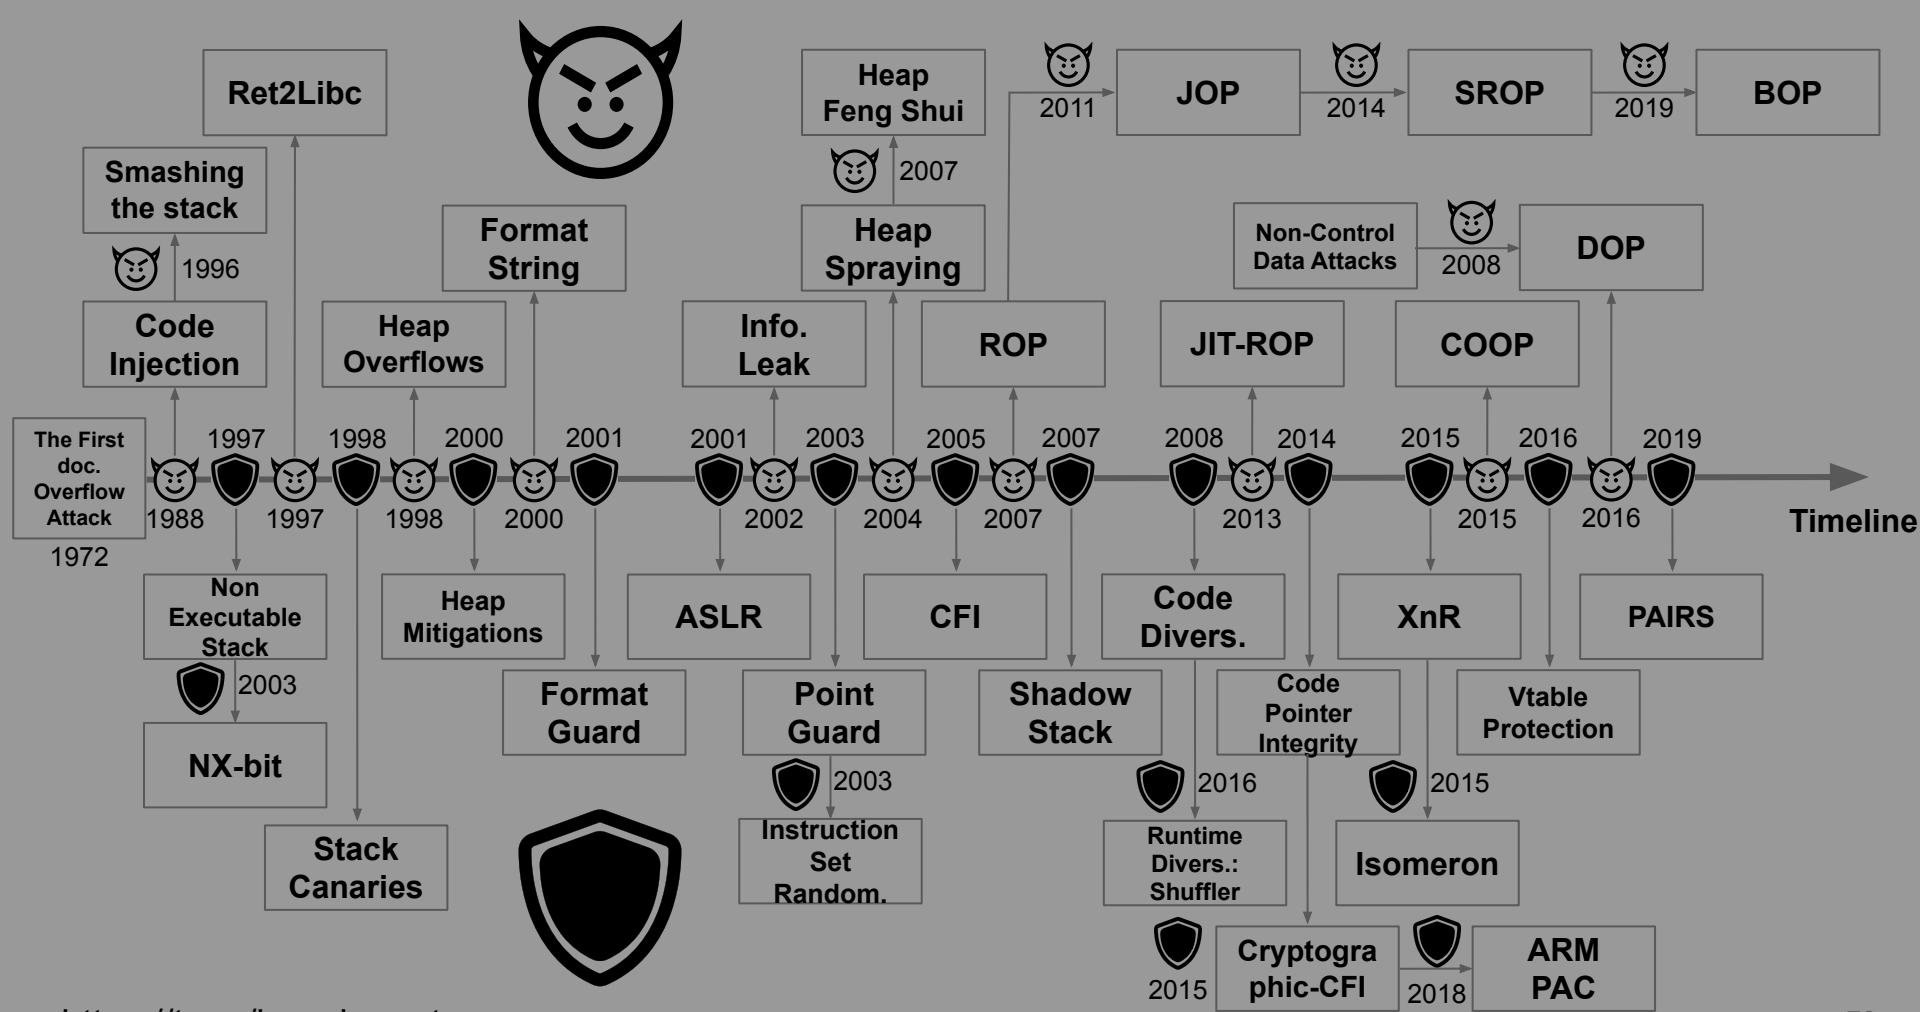 Ret2Libc
Heap
Feng Shui
2011
JOP
2014
SROP
2019
BOP
Smashing
the stack
2007
1996
Format
String
Heap
Spraying
Non-Control
Data Attacks
2008
DOP
Code
Injection
Heap
Overflows
Info.
Leak
ROP
JIT-ROP
COOP
The First
doc.
Overflow
Attack
1972
1997
1998
2000
2001
2001
2003
2005
2007
2008
2014
2015
2016
2019
1988
1997
1998
2000
2002
2004
2007
2013
2015
2016
Timeline
Non
Executable
Stack
Heap
Mitigations
ASLR
CFI
Code
Divers.
XnR
PAIRS
2003
NX-bit
Format
Guard
Point
Guard
Shadow
Stack
Code
Pointer
Integrity
Vtable
Protection
2003
2016
2015
Stack
Canaries
Instruction
Set
Random.
Runtime
Divers.:
Shuffler
Isomeron
2015
Cryptogra
phic-CFI
2018
ARM
PAC